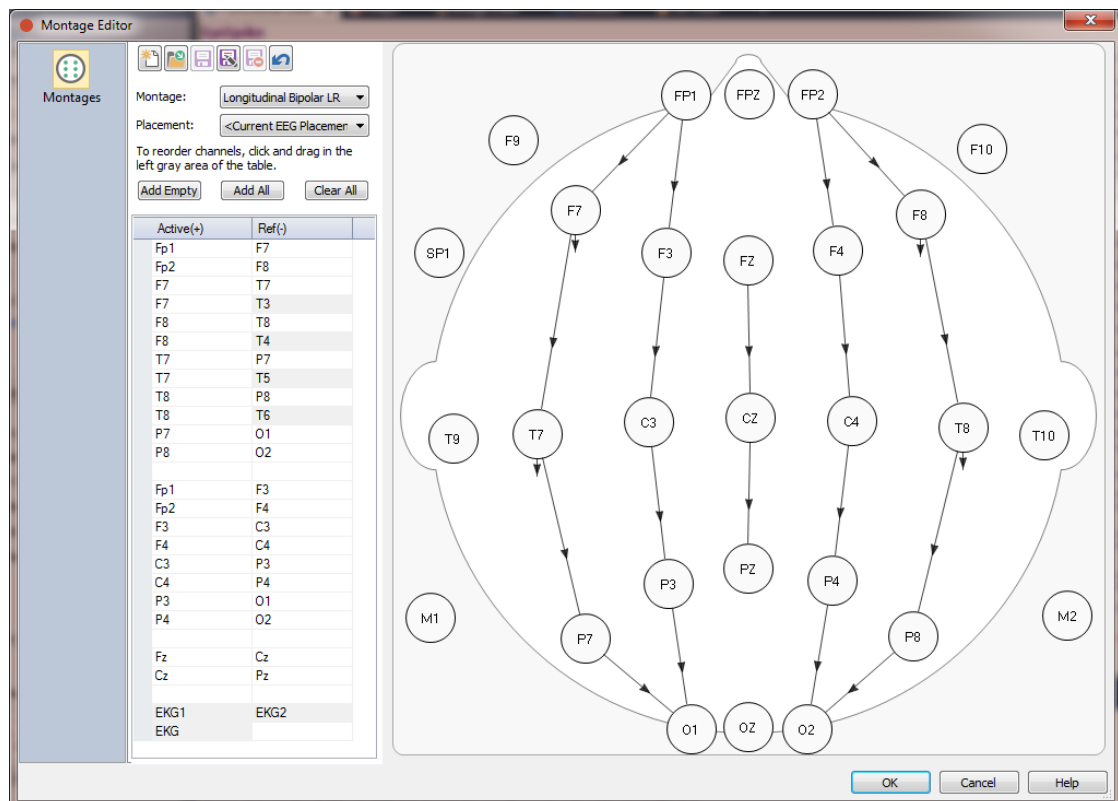 Montage Editor
Montages
Montage: Longitudinal Bipolar LR
Placement: <Current EEG Placemer
To reorder channels, click and drag in the
left gray area of the table.
Add Empty Add All Clear All
Active(+) Ref(-)
Fp1 F7
Fp2 F8
F7 T7
F7 T3
F8 T8
F8 T4
T7 P7
T7 T5
T8 P8
T8 T6
P7 O1
P8 O2
Fp1 F3
Fp2 F4
F3 C3
F4 C4
C3 P3
C4 P4
P3 O1
P4 O2
Fz Cz
Cz Pz
EKG1 EKG2
EKG
FP1 FPZ FP2
F9 F10
F7 F8
SP1 F3 FZ F4
T9 T7 C3 CZ C4 T8 T10
P3 PZ P4
M1 P7 P8 M2
O1 OZ O2
OK Cancel Help